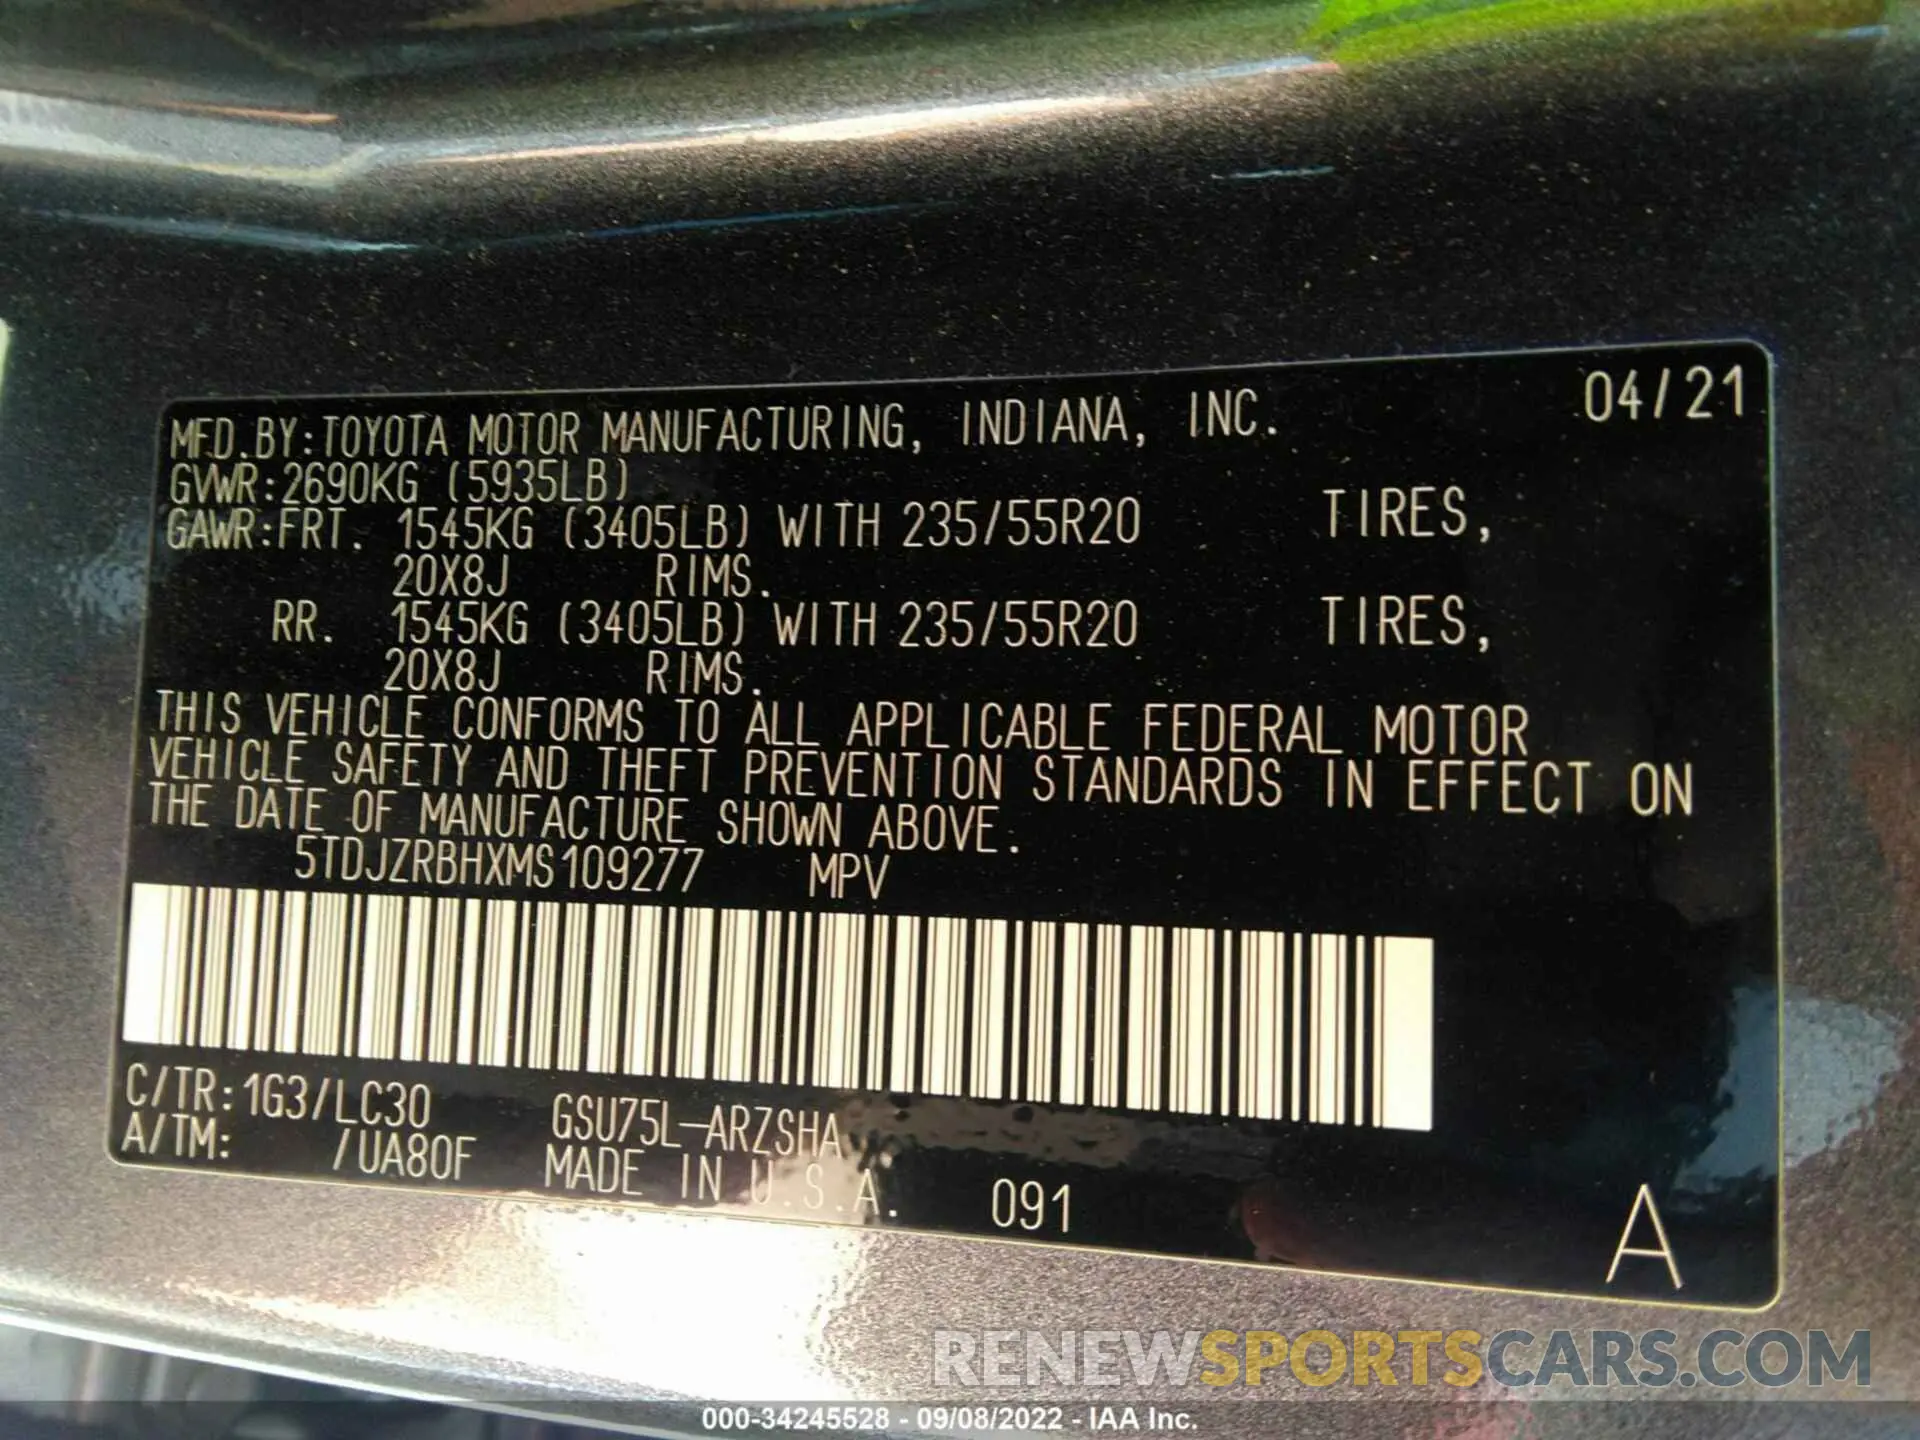 04/21
MFD.BY:TOYOTA MOTOR MANUFACTURING, INDIANA, INC.
GVWR:2690KG (5935LB)
GAWR:FRT. 1545KG (3405LB) WITH 235/55R20 TIRES,
20X8J RIMS.
RR. 1545KG (3405LB) WITH 235/55R20 TIRES,
20X8J RIMS.
THIS VEHICLE CONFORMS TO ALL APPLICABLE FEDERAL MOTOR
VEHICLE SAFETY AND THEFT PREVENTION STANDARDS IN EFFECT ON
THE DATE OF MANUFACTURE SHOWN ABOVE.
5TDJZRBHXMS109277 MPV
C/TR:1G3/LC30 GSU75L-ARZSHA
A/TM: /UA80F MADE IN U.S.A. 091
A
RENEWSPORTSCARS.COM
000-34245528 - 09/08/2022 - IAA Inc.